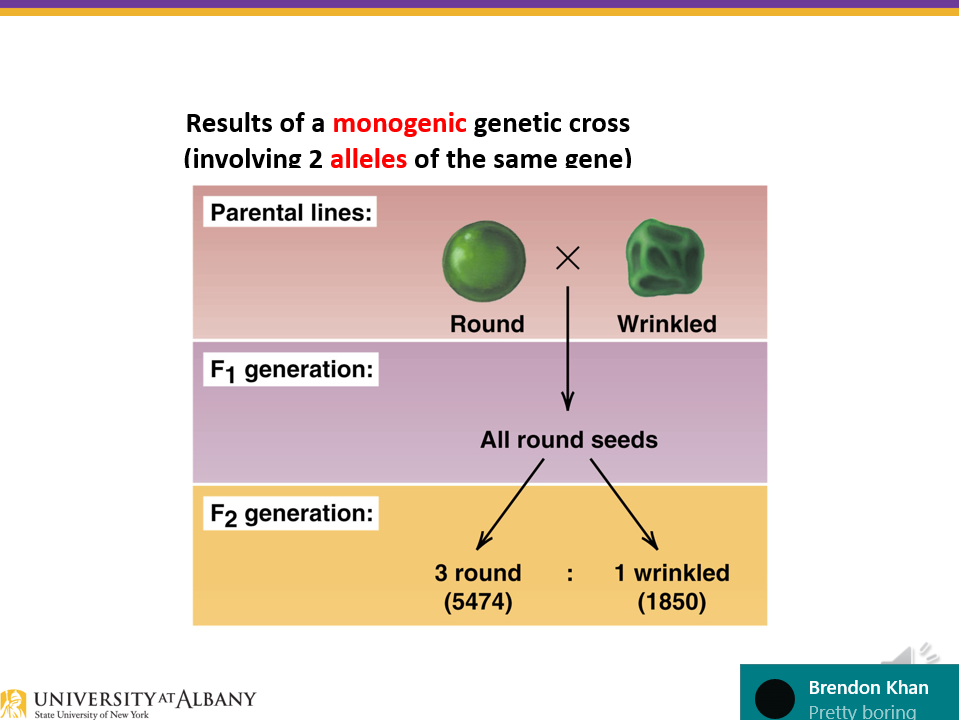 Results of a monogenic genetic cross
(involving 2 alleles of the same gene)
Parental lines:
Round
Wrinkled
F1 generation:
All round seeds
F2 generation:
3 round : 1 wrinkled
(5474) (1850)
UNIVERSITY AT ALBANY
State University of New York
Brendon Khan
Pretty boring